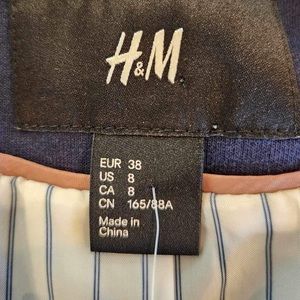 H&M
EUR 38
US 8
CA 8
CN 165/88A
Made in
China